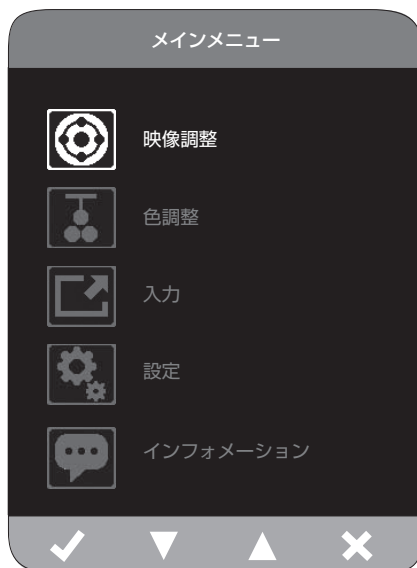 メインメニュー
映像調整
色調整
入力
設定
インフォメーション